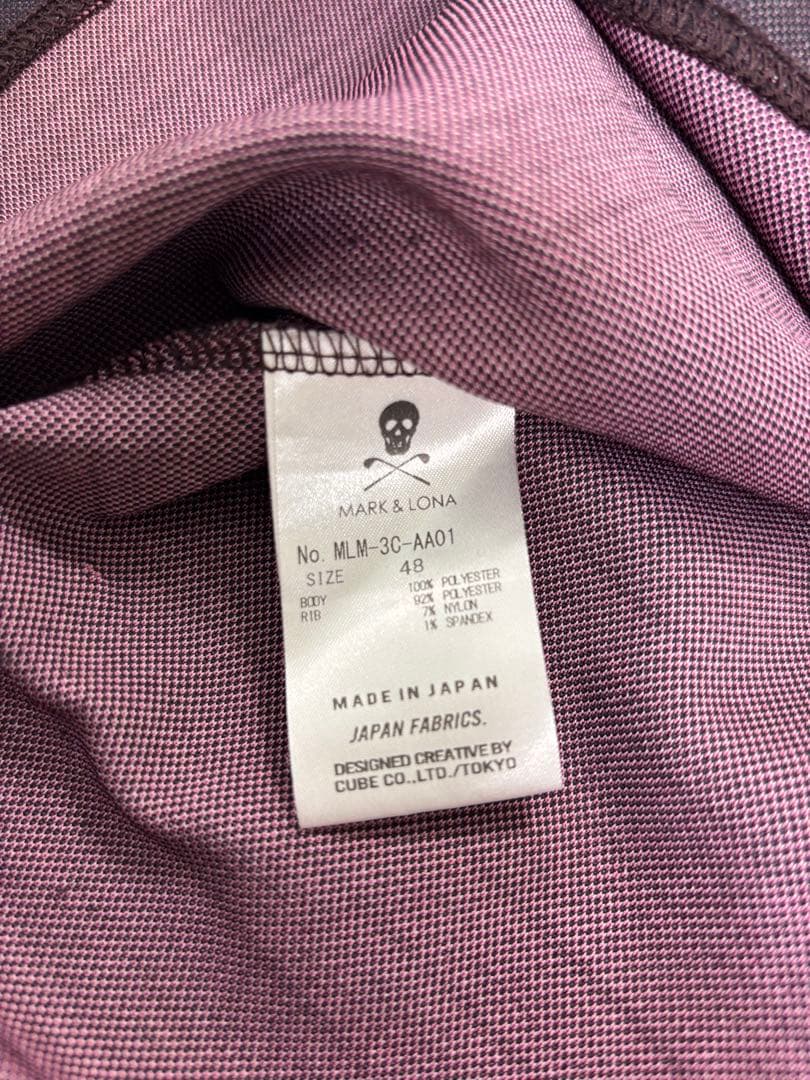 MARK & LONA
No. MLM-3C-AA01
SIZE 48
BODY 100% POLYESTER
RIB 92% POLYESTER
7% NYLON
1% SPANDEX
MADE IN JAPAN
JAPAN FABRICS.
DESIGNED CREATIVE BY
CUBE CO.,LTD./TOKYO